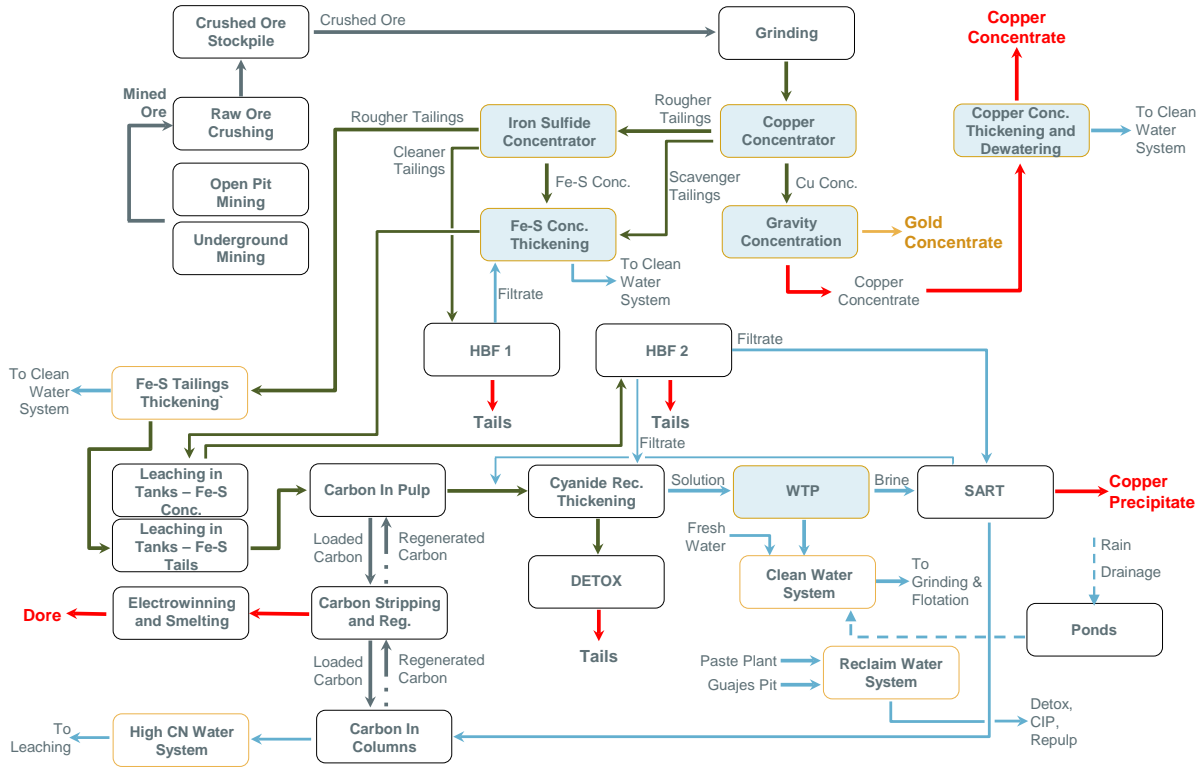 Crushed Ore
Stockpile
Crushed Ore
Grinding
Copper
Concentrate
Mined
Ore
Raw Ore
Crushing
Rougher Tailings
Iron Sulfide
Concentrator
Rougher
Tailings
Copper
Concentrator
Copper Conc.
Thickening and
Dewatering
To Clean
Water
System
Cleaner
Tailings
Open Pit
Mining
Fe-S Conc.
Scavenger
Tailings
Cu Conc.
Underground
Mining
Fe-S Conc.
Thickening
Gravity
Concentration
Gold
Concentrate
Filtrate
To Clean
Water
System
Copper
Concentrate
HBF 1
HBF 2
Filtrate
To Clean
Water
System
Fe-S Tailings
Thickening`
Tails
Tails
Filtrate
Leaching in
Tanks – Fe-S
Conc.
Carbon In Pulp
Cyanide Rec.
Thickening
Solution
WTP
Brine
SART
Copper
Precipitate
Leaching in
Tanks – Fe-S
Tails
Loaded
Carbon
Regenerated
Carbon
Fresh
Water
Rain
Drainage
DETOX
Clean Water
System
To
Grinding &
Flotation
Dore
Electrowinning
and Smelting
Carbon Stripping
and Reg.
Ponds
Tails
Loaded
Carbon
Regenerated
Carbon
Paste Plant
Guajes Pit
Reclaim Water
System
To
Leaching
High CN Water
System
Carbon In
Columns
Detox,
CIP,
Repulp